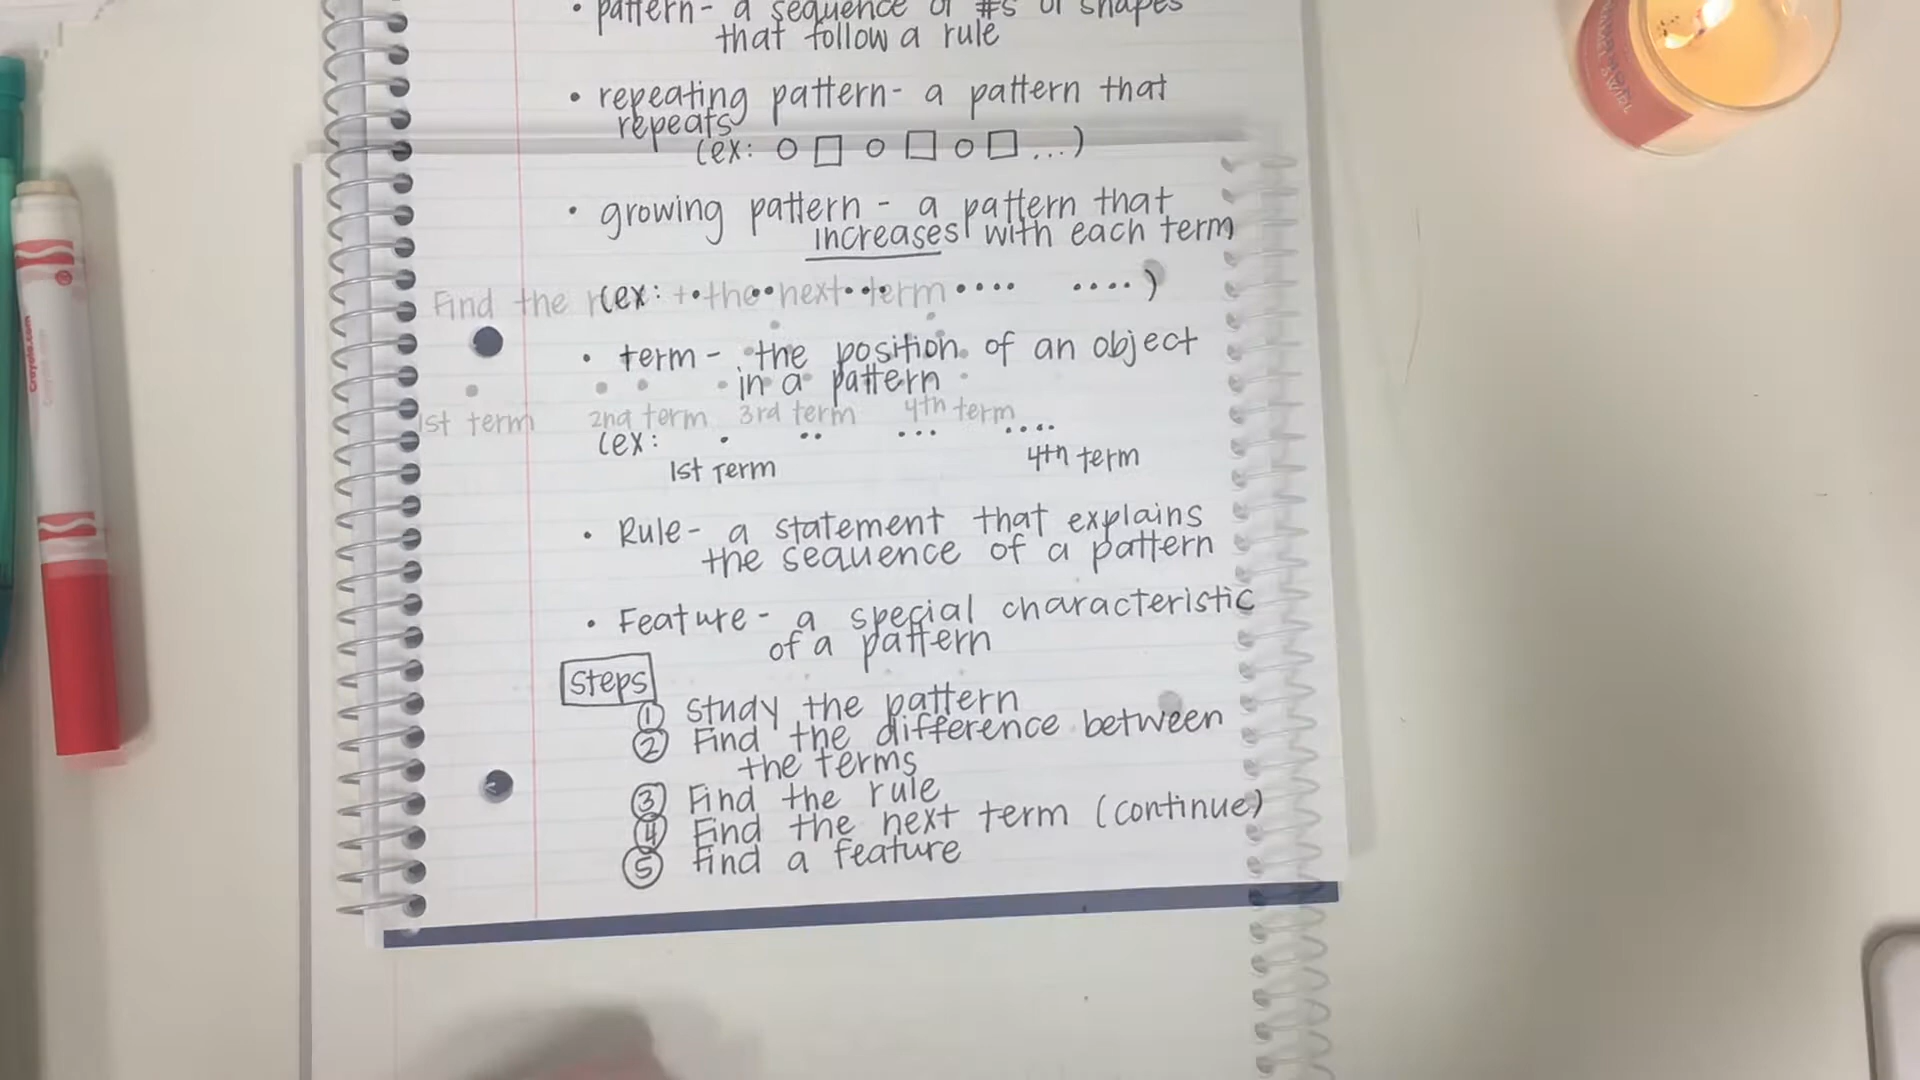 • pattern- a sequence of #s or shapes
that follow a rule
• repeating pattern- a pattern that
repeats
(ex: ○ □ ○ □ ○ □ ...)
• growing pattern - a pattern that
increases with each term
Find the
the next term
(ex: • •• ••• •••• ••••)
• term - the position of an object
in a pattern
1st term 2nd term 3rd term 4th term
(ex: • •• ••• ••••
1st term 4th term
• Rule- a statement that explains
the sequence of a pattern
• Feature- a special characteristic
of a pattern
Steps
① Study the pattern
② Find the difference between
the terms
③ Find the rule
④ Find the next term (continue)
⑤ Find a feature
Crayola.com